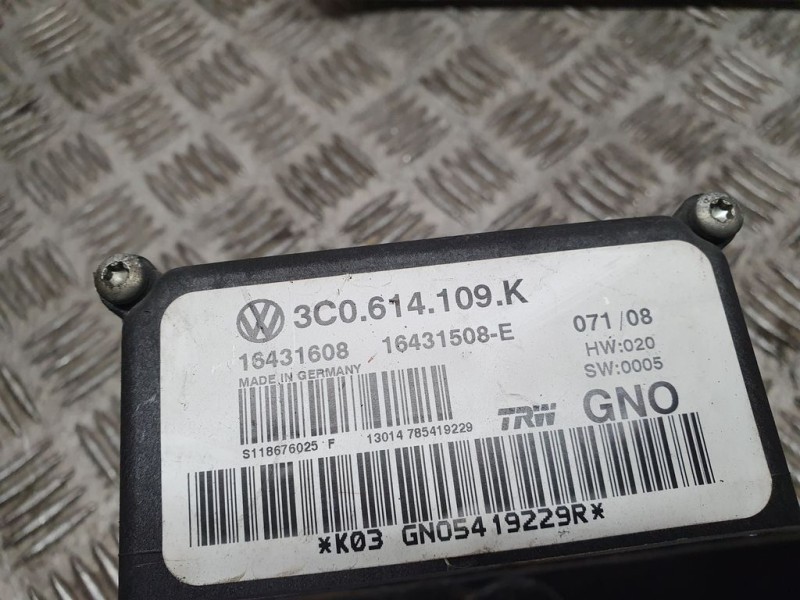 3C0.614.109.K
16431608 16431508-E 071/08
MADE IN GERMANY HW:020
SW:0005
TRW GNO
S118676025 F 13014 785419229
*K03 GNO5419229R*